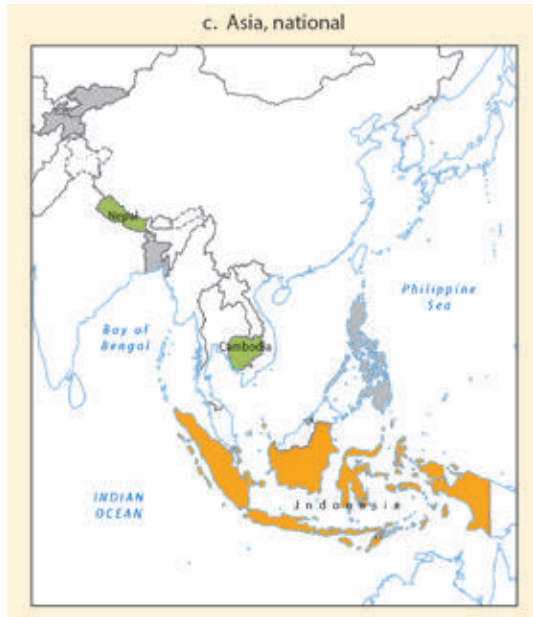 c. Asia, national
Nepal
Philippine
Sea
Bay of
Bengal
Cambodia
INDIAN
OCEAN
Indonesia